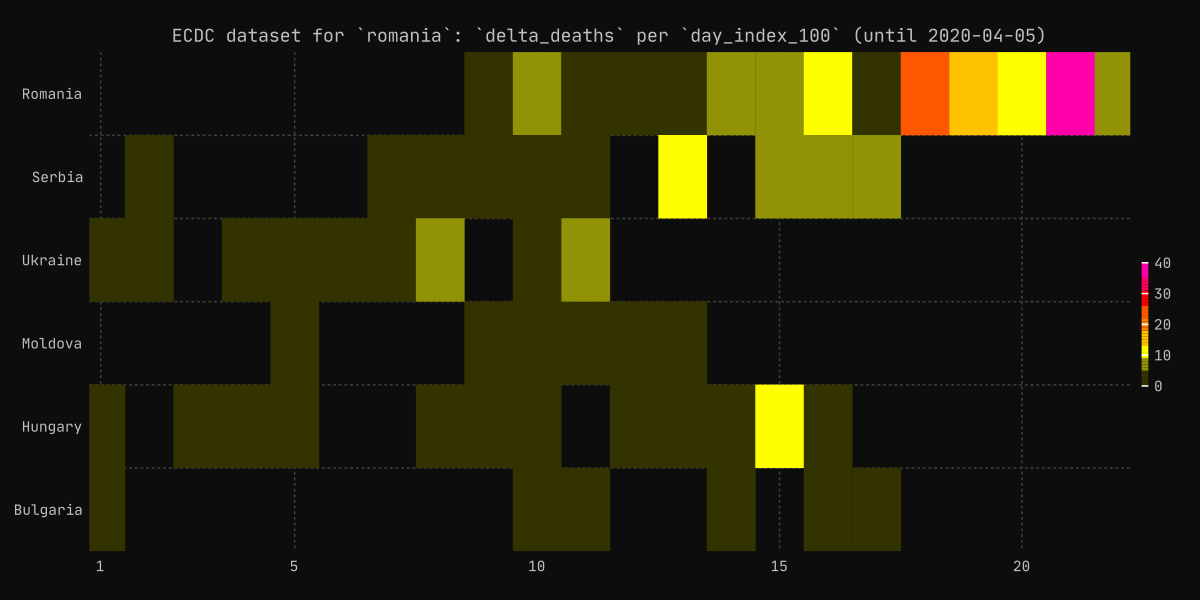 ECDC dataset for `romania`: `delta_deaths` per `day_index_100` (until 2020-04-05)
Romania
Serbia
Ukraine
Moldova
Hungary
Bulgaria
40
30
20
10
0
1 5 10 15 20